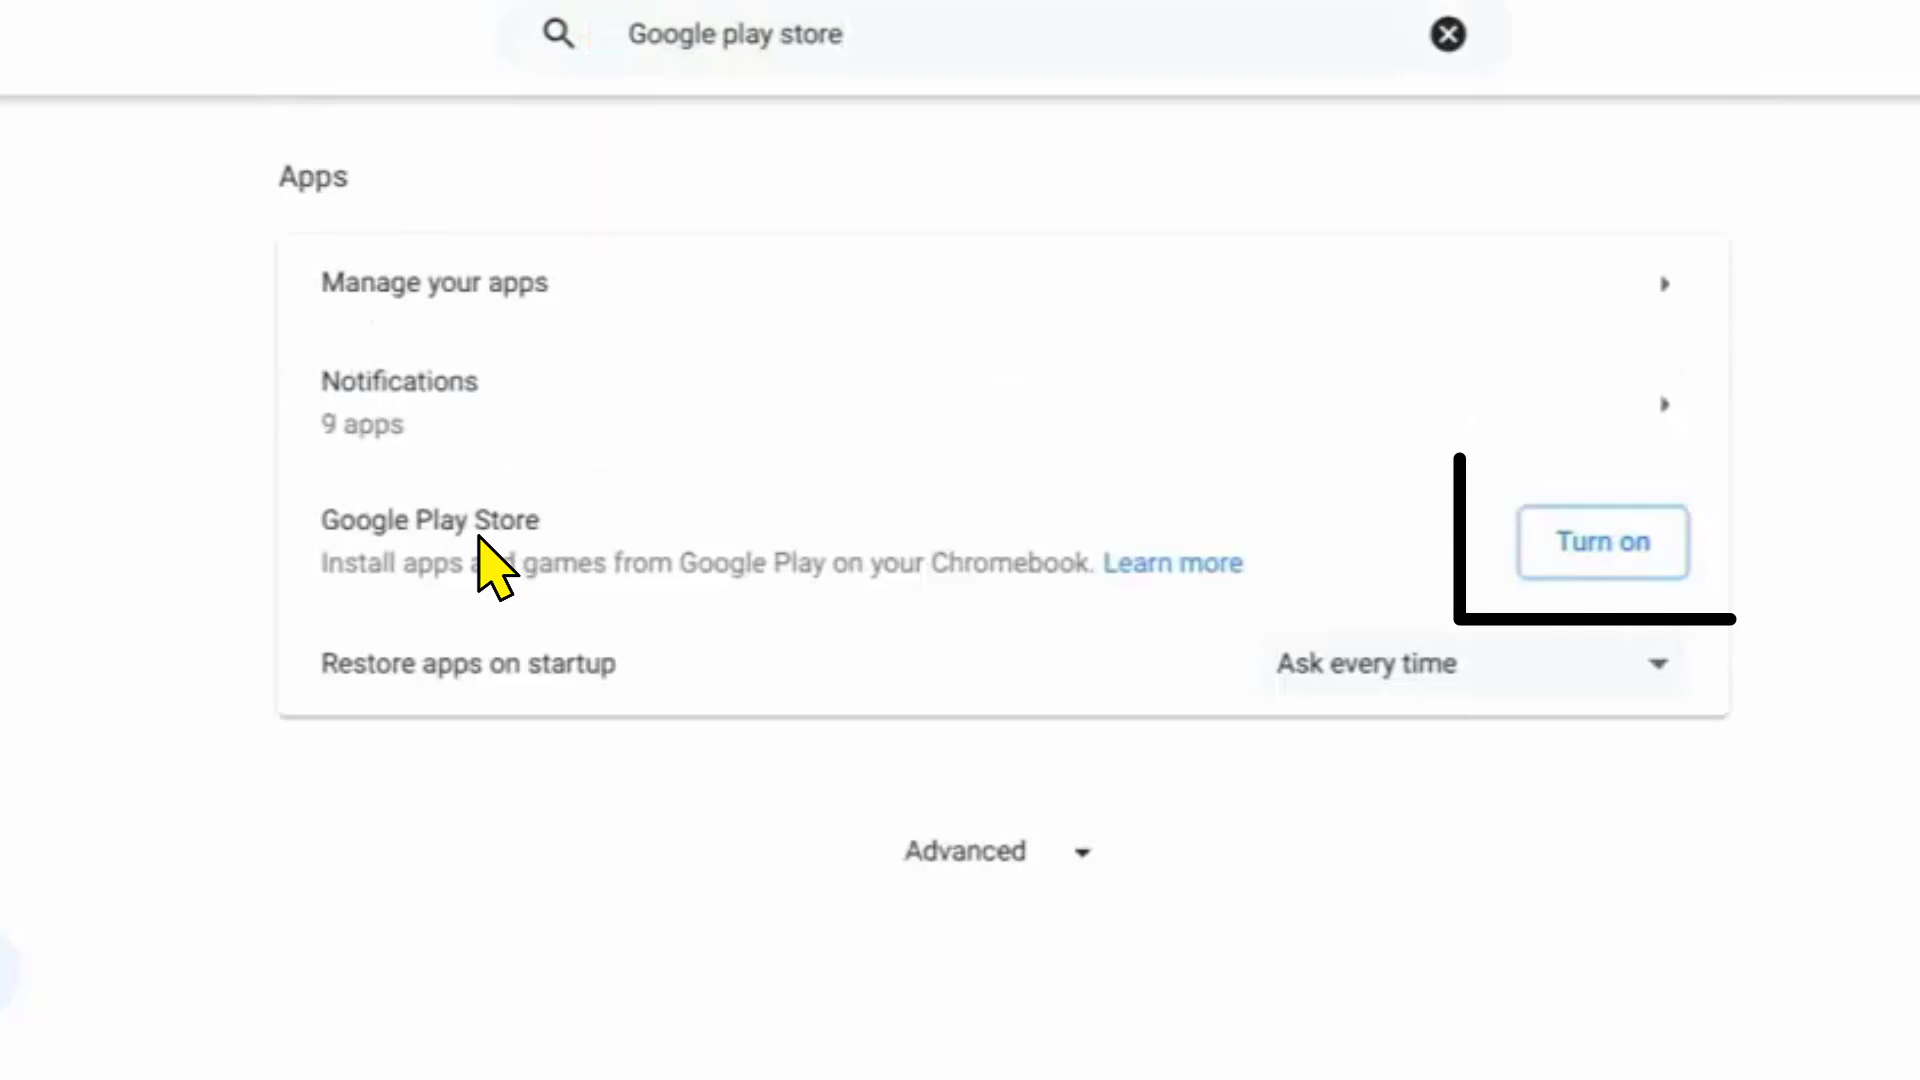 Google play store
Apps
Manage your apps
Notifications
9 apps
Google Play Store
Install apps and games from Google Play on your Chromebook. Learn more
Turn on
Restore apps on startup
Ask every time
Advanced